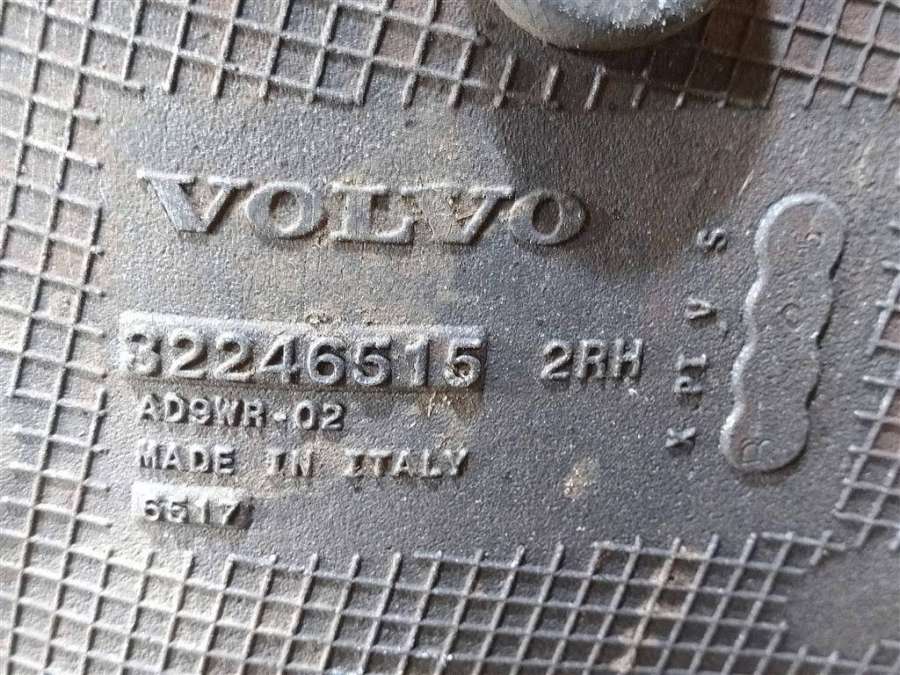 VOLVO
32246515 2RH
AD9WR-02
MADE IN ITALY
6517